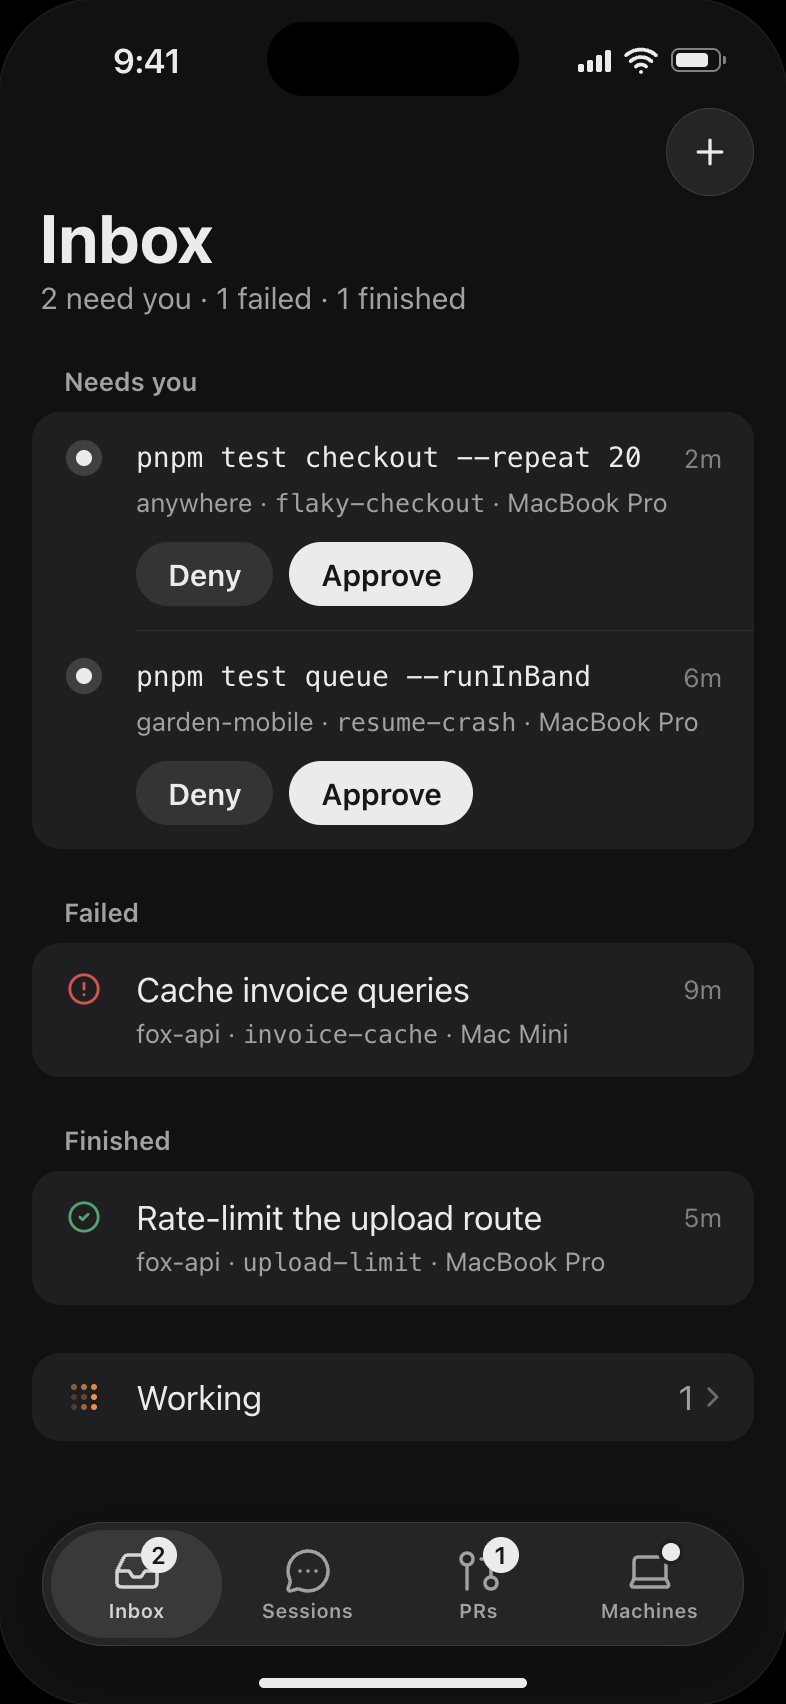 9:41
Inbox
2 need you · 1 failed · 1 finished
Needs you
pnpm test checkout --repeat 20 2m
anywhere · flaky-checkout · MacBook Pro
Deny Approve
pnpm test queue --runInBand 6m
garden-mobile · resume-crash · MacBook Pro
Deny Approve
Failed
Cache invoice queries 9m
fox-api · invoice-cache · Mac Mini
Finished
Rate-limit the upload route 5m
fox-api · upload-limit · MacBook Pro
Working 1
2 1
Inbox Sessions PRs Machines